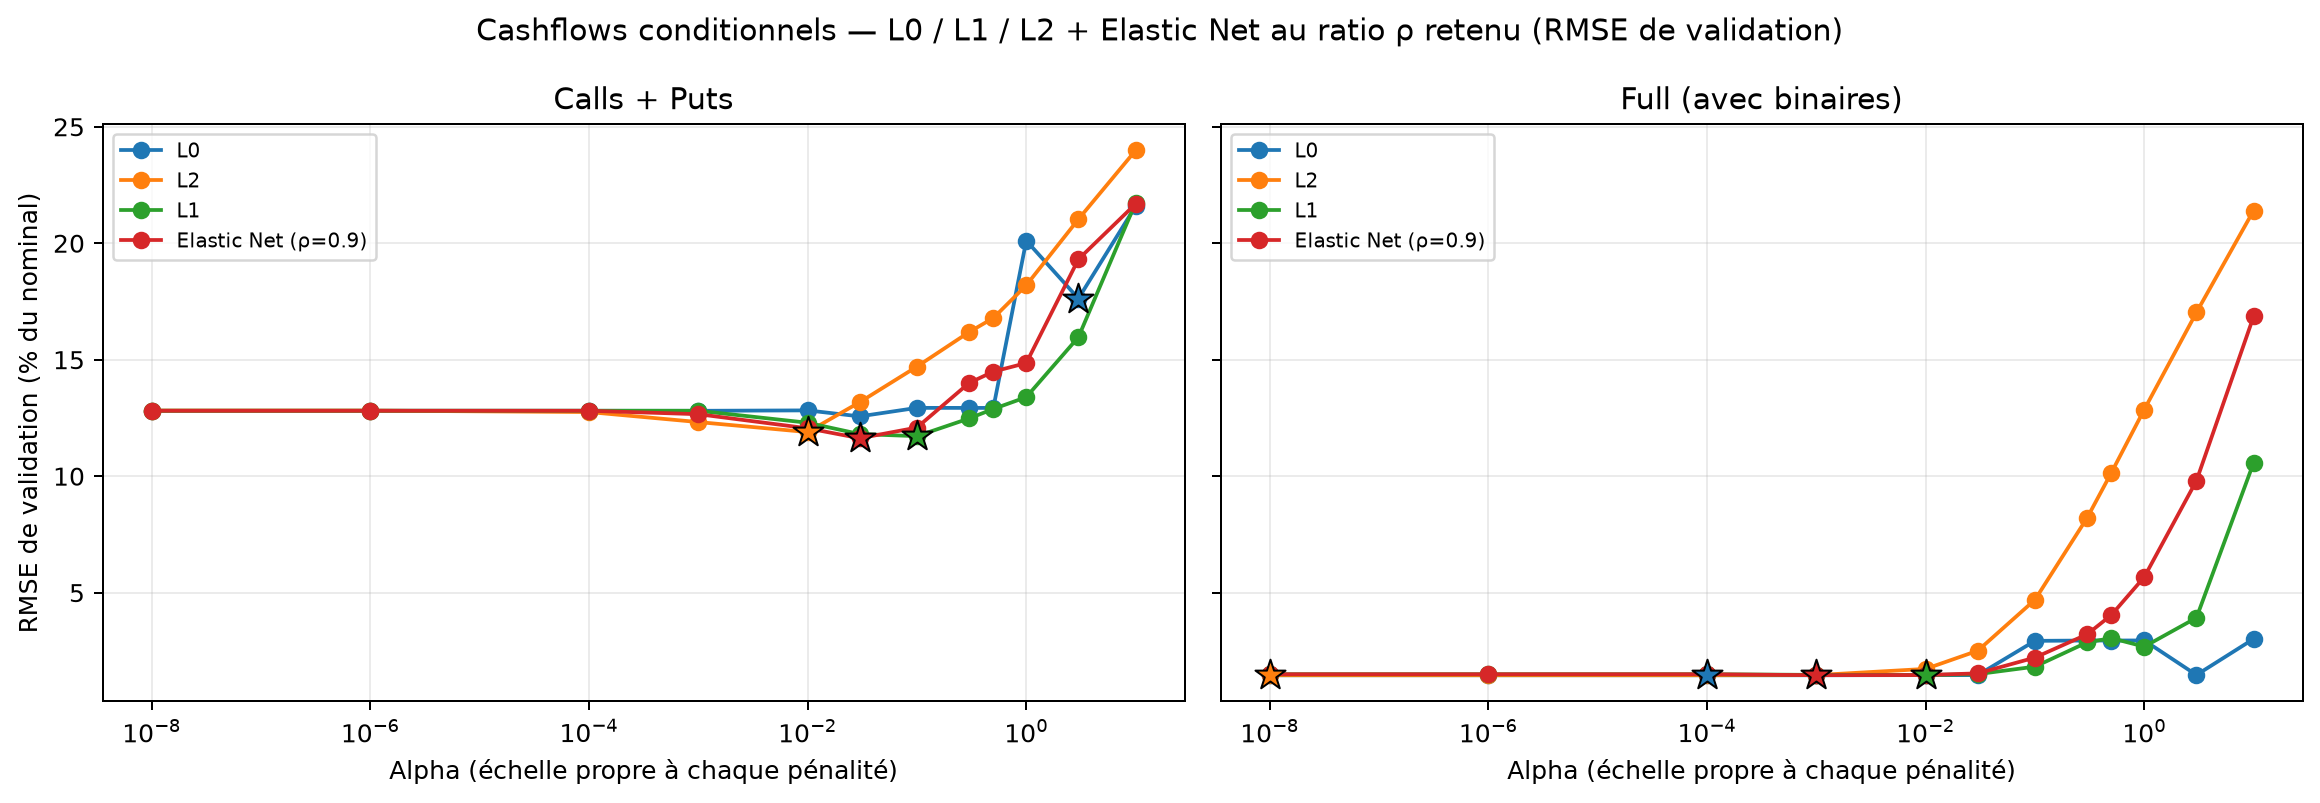 Cashflows conditionnels — L0 / L1 / L2 + Elastic Net au ratio ρ retenu (RMSE de validation)
Calls + Puts
RMSE de validation (% du nominal)
25
20
15
10
5
L0
L2
L1
Elastic Net (ρ=0.9)
10⁻⁸
10⁻⁶
10⁻⁴
10⁻²
10⁰
Alpha (échelle propre à chaque pénalité)
Full (avec binaires)
L0
L2
L1
Elastic Net (ρ=0.9)
10⁻⁸
10⁻⁶
10⁻⁴
10⁻²
10⁰
Alpha (échelle propre à chaque pénalité)